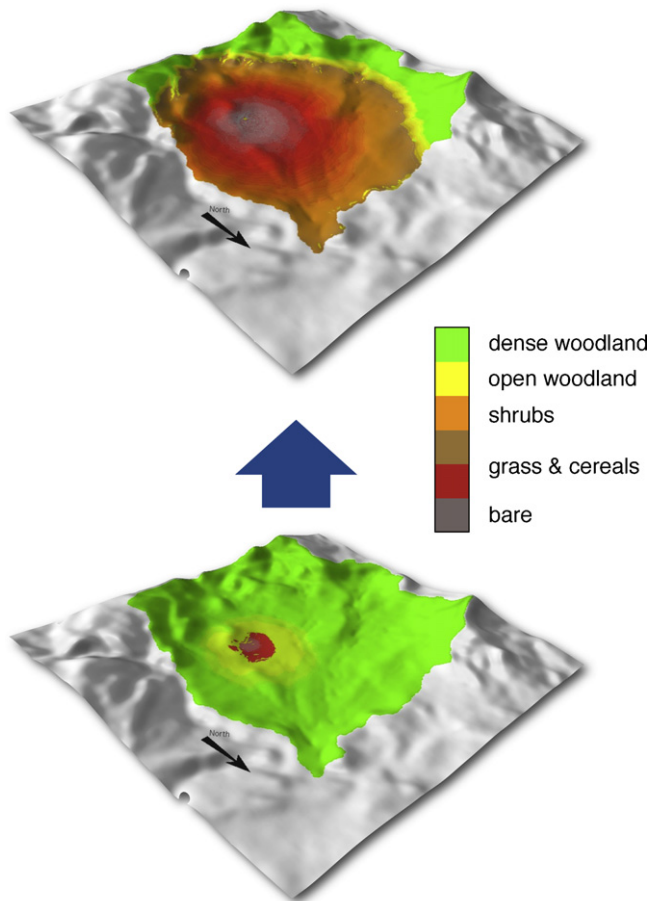 North
dense woodland
open woodland
shrubs
grass & cereals
bare
North